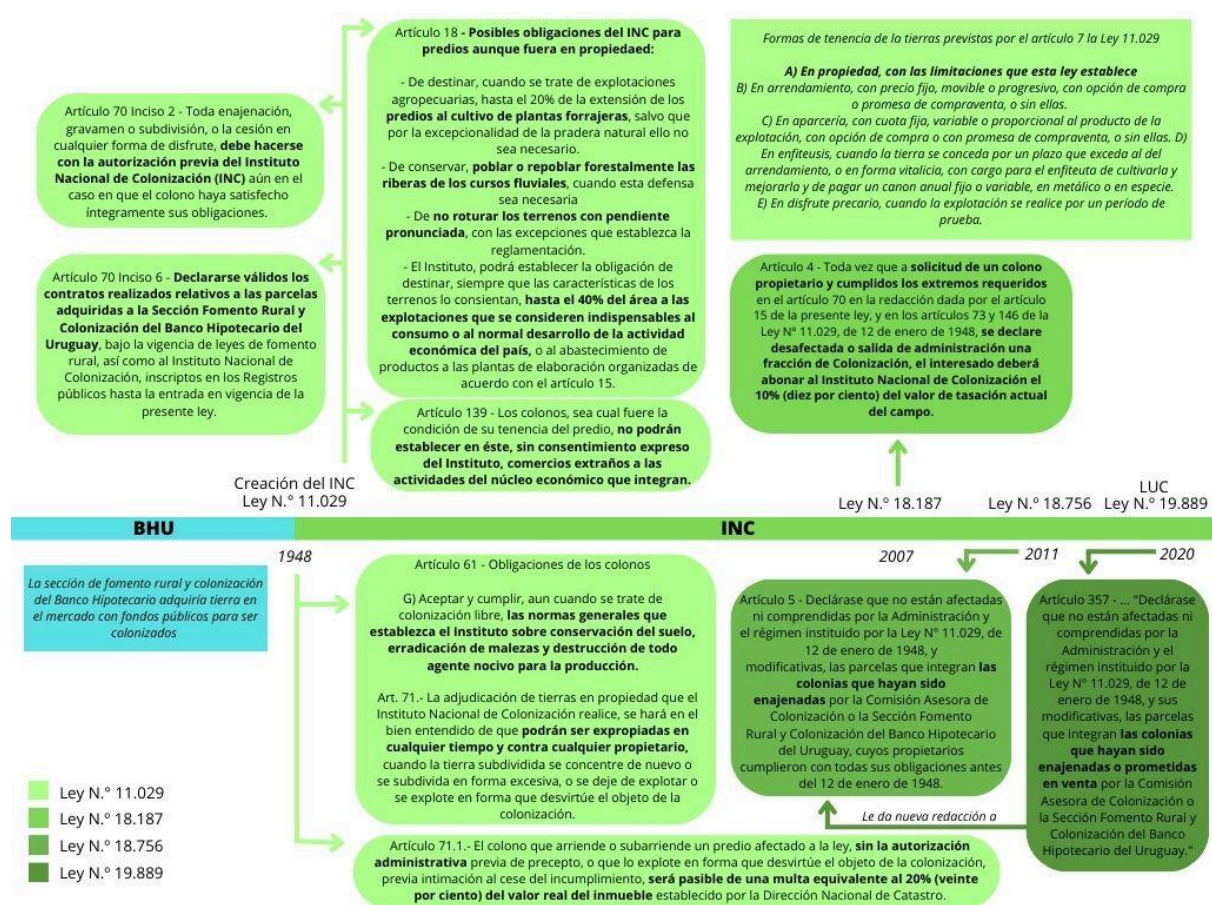 Artículo 18 - Posibles obligaciones del INC para
predios aunque fuera en propiedaed:
- De destinar, cuando se trate de explotaciones
agropecuarias, hasta el 20% de la extensión de los
predios al cultivo de plantas forrajeras, salvo que
por la excepcionalidad de la pradera natural ello no
sea necesario.
- De conservar, poblar o repoblar forestalmente las
riberas de los cursos fluviales, cuando esta defensa
sea necesaria
- De no roturar los terrenos con pendiente
pronunciada, con las excepciones que establezca la
reglamentación.
- El Instituto, podrá establecer la obligación de
destinar, siempre que las características de los
terrenos lo consientan, hasta el 40% del área a las
explotaciones que se consideren indispensables al
consumo o al normal desarrollo de la actividad
económica del país, o al abastecimiento de
productos a las plantas de elaboración organizadas de
acuerdo con el artículo 15.
Formas de tenencia de la tierras previstas por el artículo 7 la Ley 11.029
A) En propiedad, con las limitaciones que esta ley establece
B) En arrendamiento, con precio fijo, movible o progresivo, con opción de compra
o promesa de compraventa, o sin ellas.
C) En aparcería, con cuota fija, variable o proporcional al producto de la
explotación, con opción de compra o con promesa de compraventa, o sin ellas. D)
En enfiteusis, cuando la tierra se conceda por un plazo que exceda al del
arrendamiento, o en forma vitalicia, con cargo para el enfiteuta de cultivarla y
mejorarla y de pagar un canon anual fijo o variable, en metálico o en especie.
E) En disfrute precario, cuando la explotación se realice por un período de
prueba.
Artículo 70 Inciso 2 - Toda enajenación,
gravamen o subdivisión, o la cesión en
cualquier forma de disfrute, debe hacerse
con la autorización previa del Instituto
Nacional de Colonización (INC) aún en el
caso en que el colono haya satisfecho
íntegramente sus obligaciones.
Artículo 70 Inciso 6 - Declararse válidos los
contratos realizados relativos a las parcelas
adquiridas a la Sección Fomento Rural y
Colonización del Banco Hipotecario del
Uruguay, bajo la vigencia de leyes de fomento
rural, así como al Instituto Nacional de
Colonización, inscriptos en los Registros
públicos hasta la entrada en vigencia de la
presente ley.
Artículo 4 - Toda vez que a solicitud de un colono
propietario y cumplidos los extremos requeridos
en el artículo 70 en la redacción dada por el artículo
15 de la presente ley, y en los artículos 73 y 146 de la
Ley Nº 11.029, de 12 de enero de 1948, se declare
desafectada o salida de administración una
fracción de Colonización, el interesado deberá
abonar al Instituto Nacional de Colonización el
10% (diez por ciento) del valor de tasación actual
del campo.
Artículo 139 - Los colonos, sea cual fuere la
condición de su tenencia del predio, no podrán
establecer en éste, sin consentimiento expreso
del Instituto, comercios extraños a las
actividades del núcleo económico que integran.
Creación del INC
Ley N.º 11.029
Ley N.º 18.187
Ley N.º 18.756
LUC
Ley N.º 19.889
BHU
INC
1948
2007
2011
2020
La sección de fomento rural y colonización
del Banco Hipotecario adquiría tierra en
el mercado con fondos públicos para ser
colonizados
Artículo 61 - Obligaciones de los colonos
G) Aceptar y cumplir, aun cuando se trate de
colonización libre, las normas generales que
establezca el Instituto sobre conservación del suelo,
erradicación de malezas y destrucción de todo
agente nocivo para la producción.
Art. 71.- La adjudicación de tierras en propiedad que el
Instituto Nacional de Colonización realice, se hará en el
bien entendido de que podrán ser expropiadas en
cualquier tiempo y contra cualquier propietario,
cuando la tierra subdividida se concentre de nuevo o
se subdivida en forma excesiva, o se deje de explotar o
se explote en forma que desvirtúe el objeto de la
colonización.
Artículo 5 - Declárase que no están afectadas
ni comprendidas por la Administración y
el régimen instituido por la Ley Nº 11.029, de
12 de enero de 1948, y
modificativas, las parcelas que integran las
colonias que hayan sido
enajenadas por la Comisión Asesora de
Colonización o la Sección Fomento
Rural y Colonización del Banco Hipotecario
del Uruguay, cuyos propietarios
cumplieron con todas sus obligaciones antes
del 12 de enero de 1948.
Artículo 357 - ... "Declárase
que no están afectadas ni
comprendidas por la
Administración y el
régimen instituido por la
Ley Nº 11.029, de 12 de
enero de 1948, y sus
modificativas, las parcelas
que integran las colonias
que hayan sido
enajenadas o prometidas
en venta por la Comisión
Asesora de Colonización o
la Sección Fomento Rural y
Colonización del Banco
Hipotecario del Uruguay."
Le da nueva redacción a
Ley N.º 11.029
Ley N.º 18.187
Ley N.º 18.756
Ley N.º 19.889
Artículo 71.1.- El colono que arriende o subarriende un predio afectado a la ley, sin la autorización
administrativa previa de precepto, o que lo explote en forma que desvirtúe el objeto de la colonización,
previa intimación al cese del incumplimiento, será pasible de una multa equivalente al 20% (veinte
por ciento) del valor real del inmueble establecido por la Dirección Nacional de Catastro.